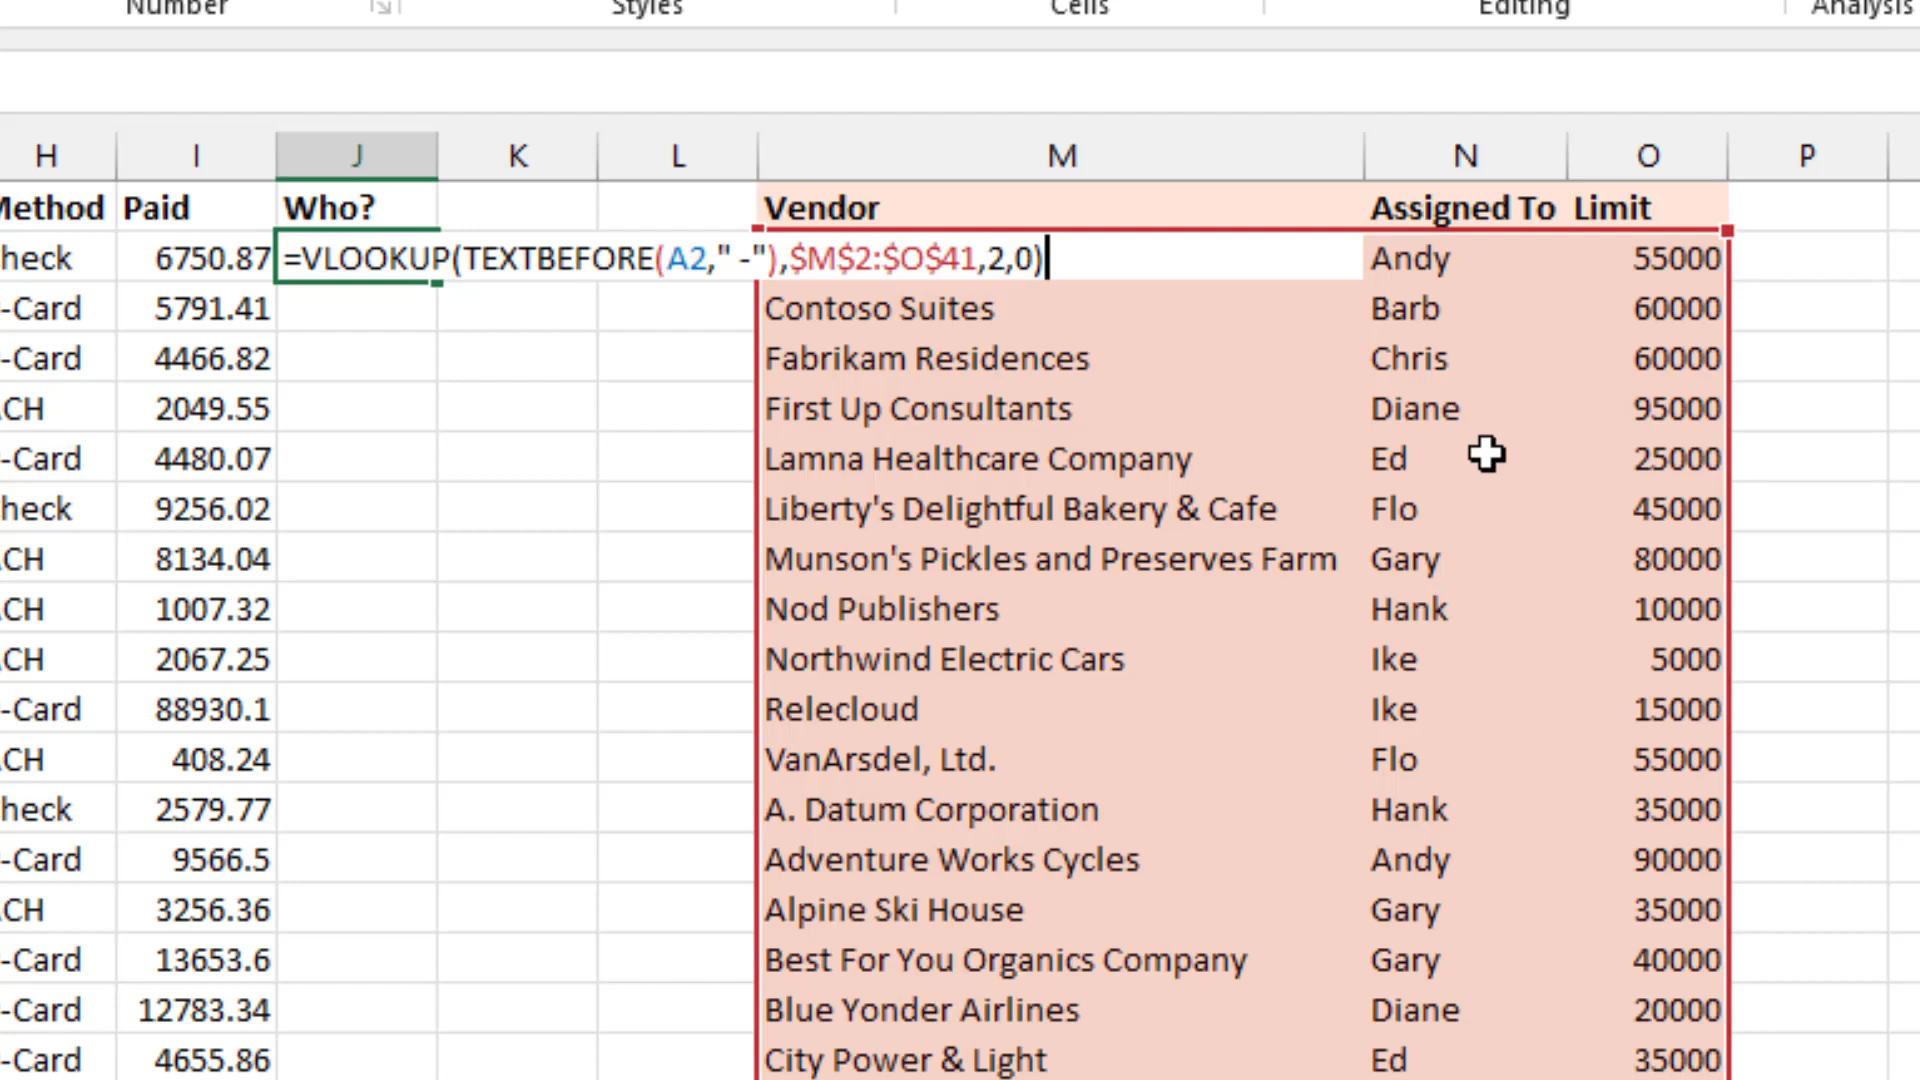 Number Styles Cells Editing Analysis
H I J K L M N O P
Method Paid Who? Vendor Assigned To Limit
heck 6750.87 =VLOOKUP(TEXTBEFORE(A2," -"),$M$2:$O$41,2,0) Andy 55000
-Card 5791.41 Contoso Suites Barb 60000
-Card 4466.82 Fabrikam Residences Chris 60000
CH 2049.55 First Up Consultants Diane 95000
-Card 4480.07 Lamna Healthcare Company Ed 25000
heck 9256.02 Liberty's Delightful Bakery & Cafe Flo 45000
CH 8134.04 Munson's Pickles and Preserves Farm Gary 80000
CH 1007.32 Nod Publishers Hank 10000
CH 2067.25 Northwind Electric Cars Ike 5000
-Card 88930.1 Relecloud Ike 15000
CH 408.24 VanArsdel, Ltd. Flo 55000
heck 2579.77 A. Datum Corporation Hank 35000
-Card 9566.5 Adventure Works Cycles Andy 90000
CH 3256.36 Alpine Ski House Gary 35000
-Card 13653.6 Best For You Organics Company Gary 40000
-Card 12783.34 Blue Yonder Airlines Diane 20000
-Card 4655.86 City Power & Light Ed 35000